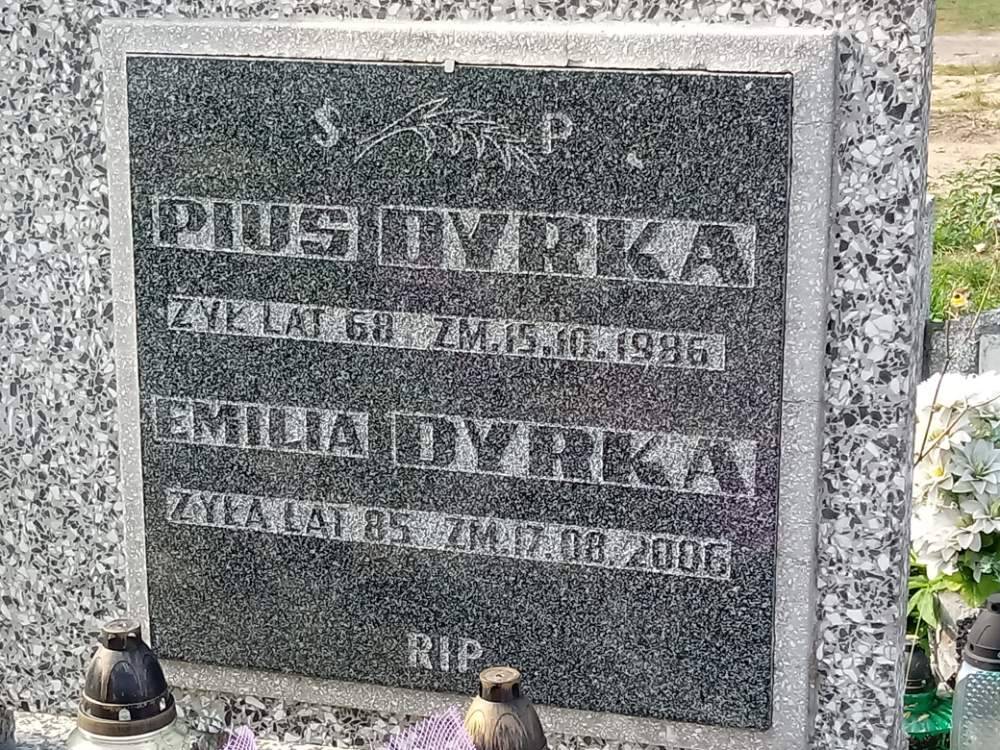 Ś P
PIUS DYRKA
ŻYŁ LAT 68 ZM. 15.10.1986
EMILIA DYRKA
ŻYŁA LAT 85 ZM. 17.08.2006
RIP